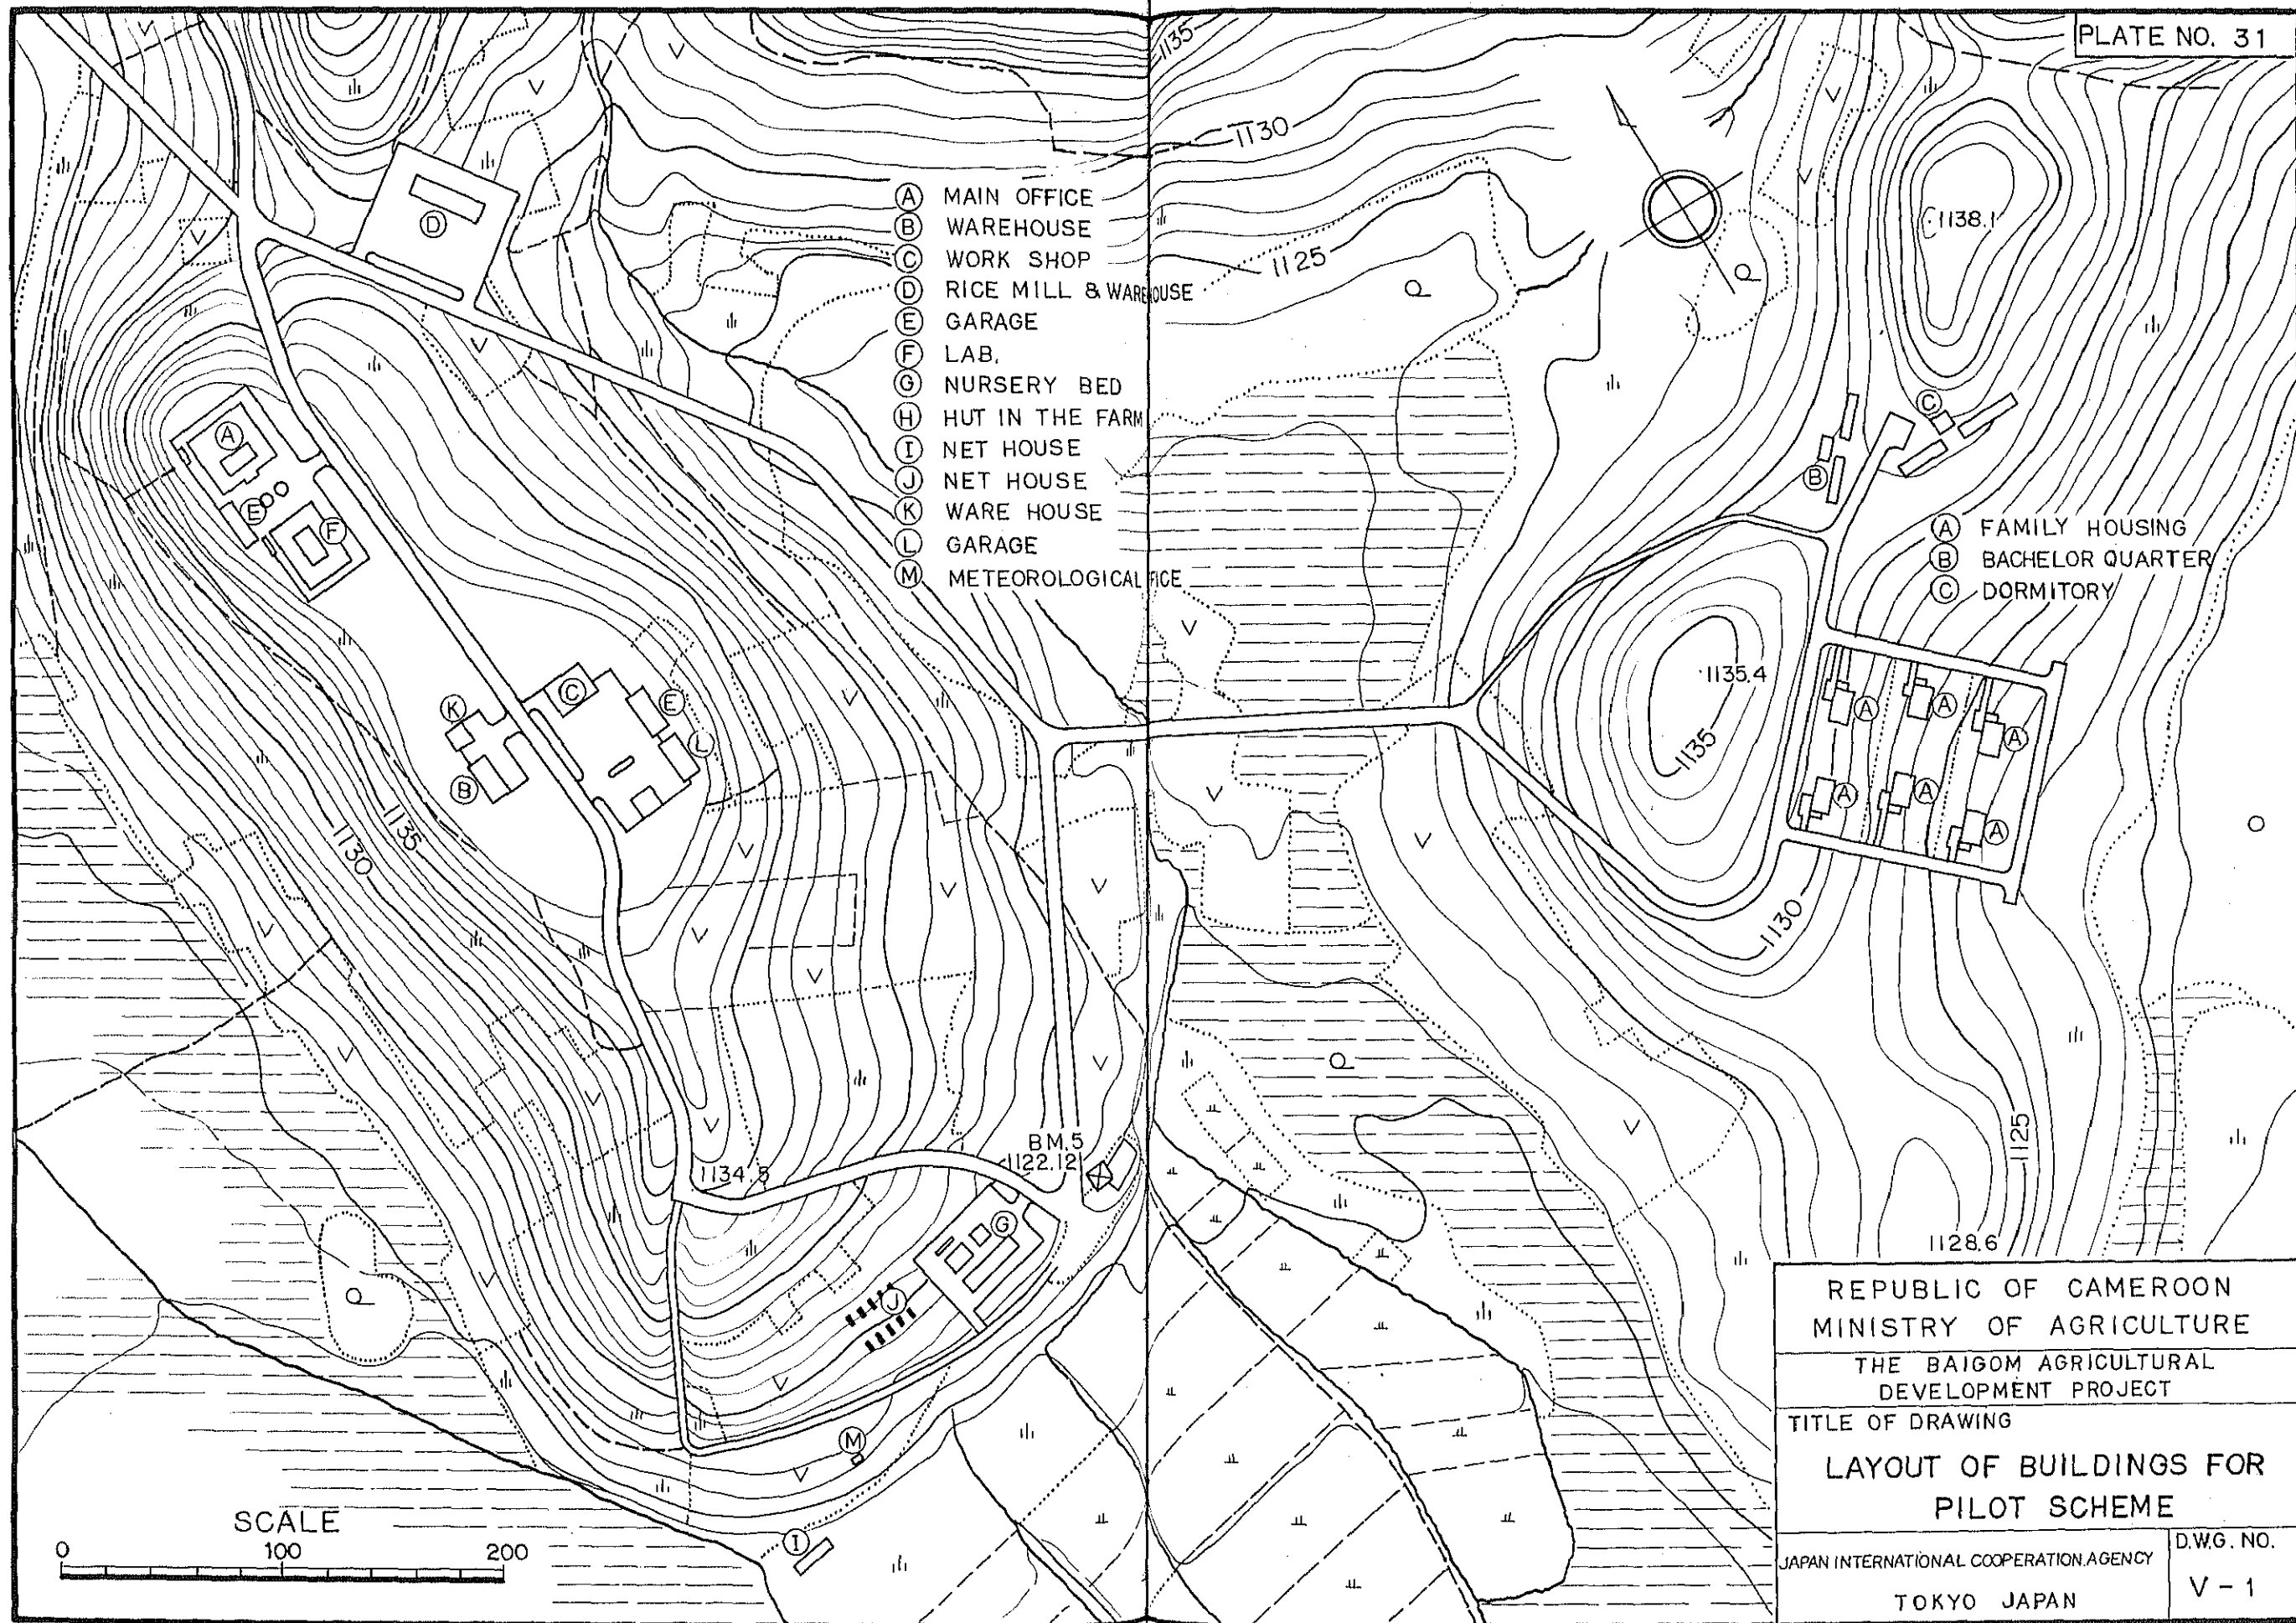 PLATE NO. 31
1135
1130
1125
1138.1
Ⓐ MAIN OFFICE
Ⓑ WAREHOUSE
Ⓒ WORK SHOP
Ⓓ RICE MILL & WAREHOUSE
Ⓔ GARAGE
Ⓕ LAB.
Ⓖ NURSERY BED
Ⓗ HUT IN THE FARM
Ⓘ NET HOUSE
Ⓙ NET HOUSE
Ⓚ WARE HOUSE
Ⓛ GARAGE
Ⓜ METEOROLOGICAL FICE
Ⓓ
Ⓐ
Ⓔ
Ⓕ
Ⓚ
Ⓒ
Ⓔ
Ⓛ
Ⓑ
1130
1135
Ⓒ
Ⓑ
Ⓐ FAMILY HOUSING
Ⓑ BACHELOR QUARTER
Ⓒ DORMITORY
1135.4
1135
Ⓐ
Ⓐ
Ⓐ
Ⓐ
Ⓐ
Ⓐ
1130
1125
1128.6
BM.5
1122.12
1134.5
Ⓖ
Ⓙ
Ⓜ
Ⓘ
SCALE
0 100 200
REPUBLIC OF CAMEROON
MINISTRY OF AGRICULTURE
THE BAIGOM AGRICULTURAL
DEVELOPMENT PROJECT
TITLE OF DRAWING
LAYOUT OF BUILDINGS FOR
PILOT SCHEME
JAPAN INTERNATIONAL COOPERATION AGENCY
TOKYO JAPAN
D.W.G. NO.
V - 1